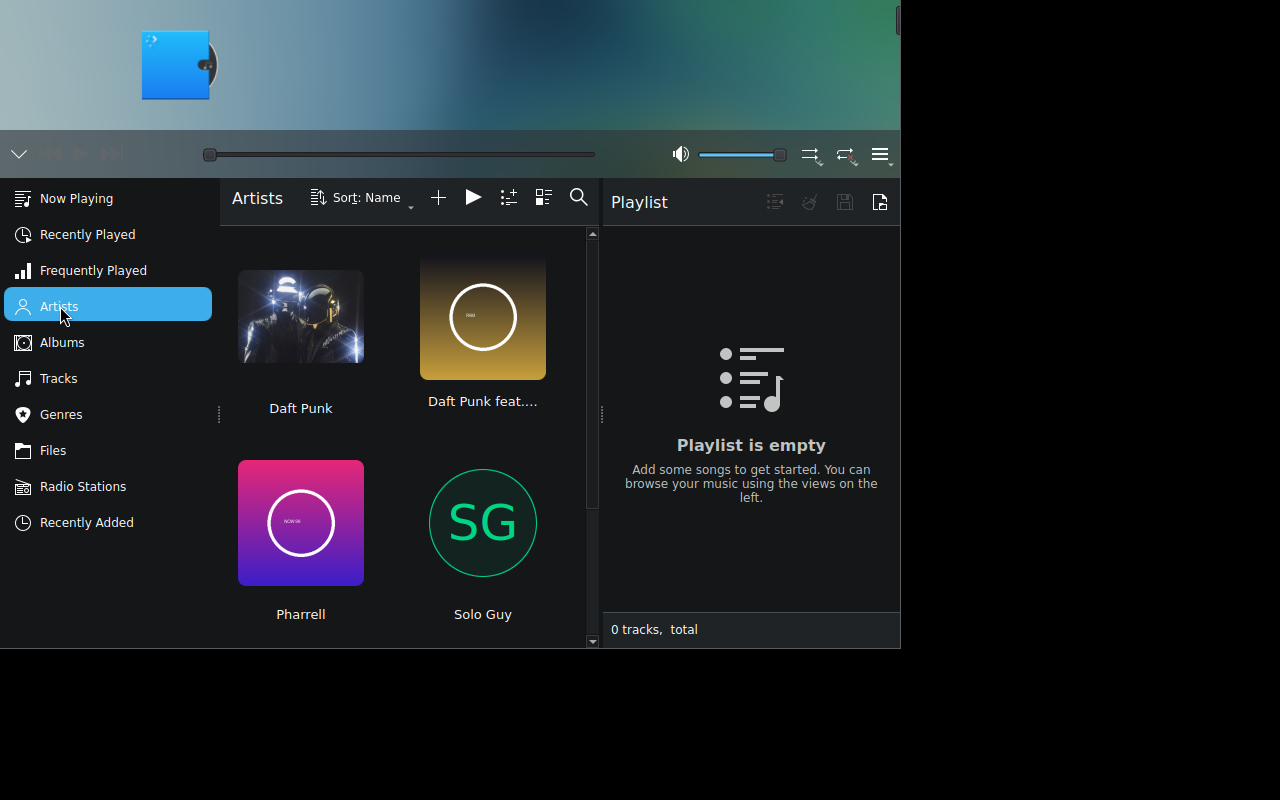 Now Playing
Recently Played
Frequently Played
Artists
Albums
Tracks
Genres
Files
Radio Stations
Recently Added
Artists
Sort: Name
Daft Punk
Daft Punk feat....
Pharrell
SG
Solo Guy
Playlist
Playlist is empty
Add some songs to get started. You can
browse your music using the views on the
left.
0 tracks,  total